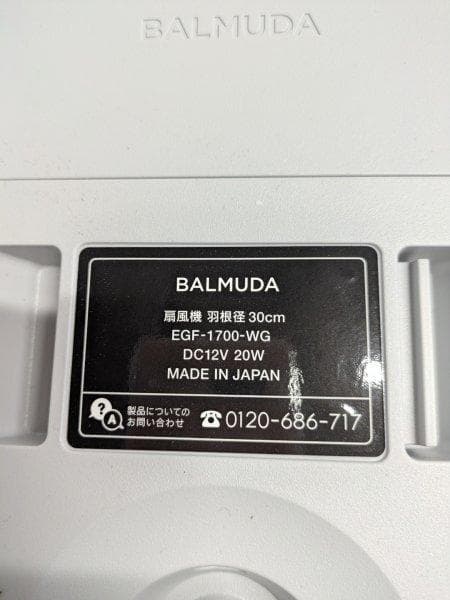 BALMUDA
BALMUDA
扇風機 羽根径 30cm
EGF-1700-WG
DC12V 20W
MADE IN JAPAN
? A 製品についての
お問い合わせ ☎0120-686-717